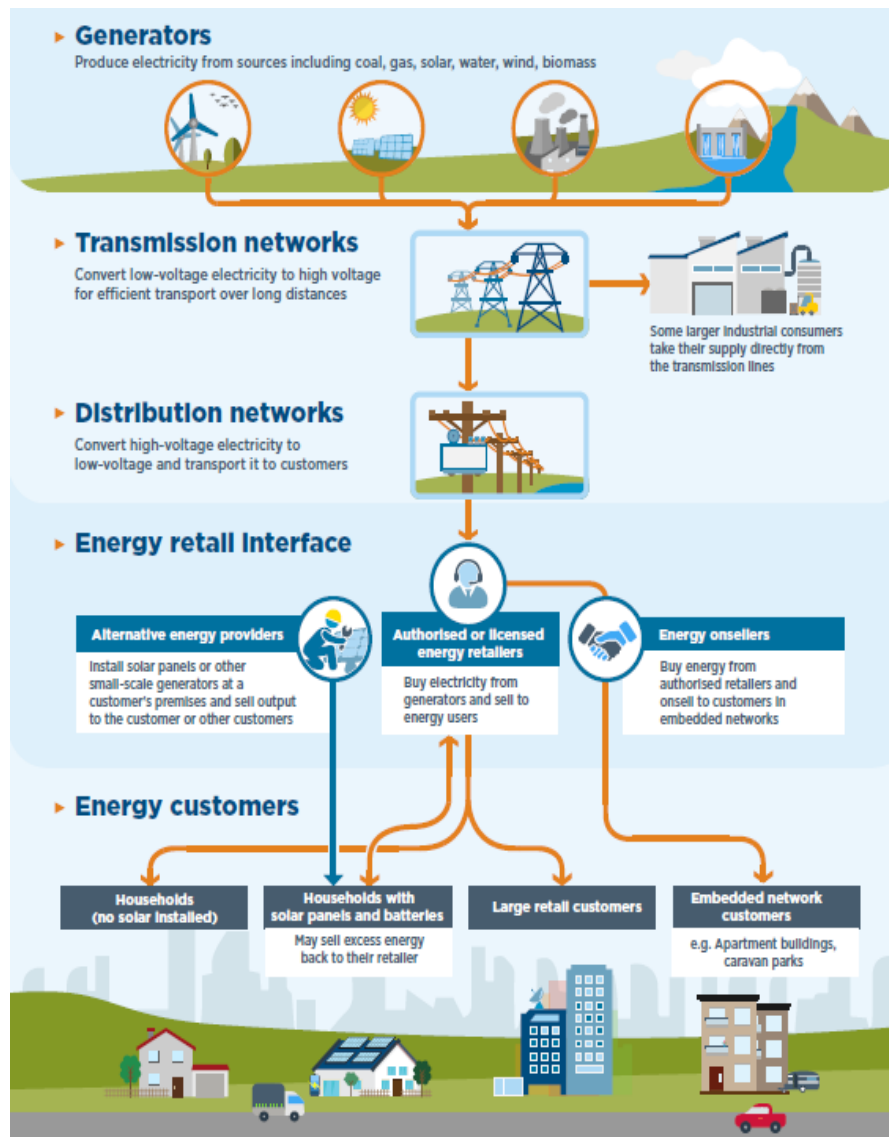 Generators
Produce electricity from sources including coal, gas, solar, water, wind, biomass
Transmission networks
Convert low-voltage electricity to high voltage
for efficient transport over long distances
Some larger industrial consumers
take their supply directly from
the transmission lines
Distribution networks
Convert high-voltage electricity to
low-voltage and transport it to customers
Energy retail interface
Alternative energy providers
Install solar panels or other
small-scale generators at a
customer's premises and sell output
to the customer or other customers
Authorised or licensed
energy retailers
Buy electricity from
generators and sell to
energy users
Energy onsellers
Buy energy from
authorised retailers and
onsell to customers in
embedded networks
Energy customers
Households
(no solar installed)
Households with
solar panels and batteries
May sell excess energy
back to their retailer
Large retail customers
Embedded network
customers
e.g. Apartment buildings,
caravan parks